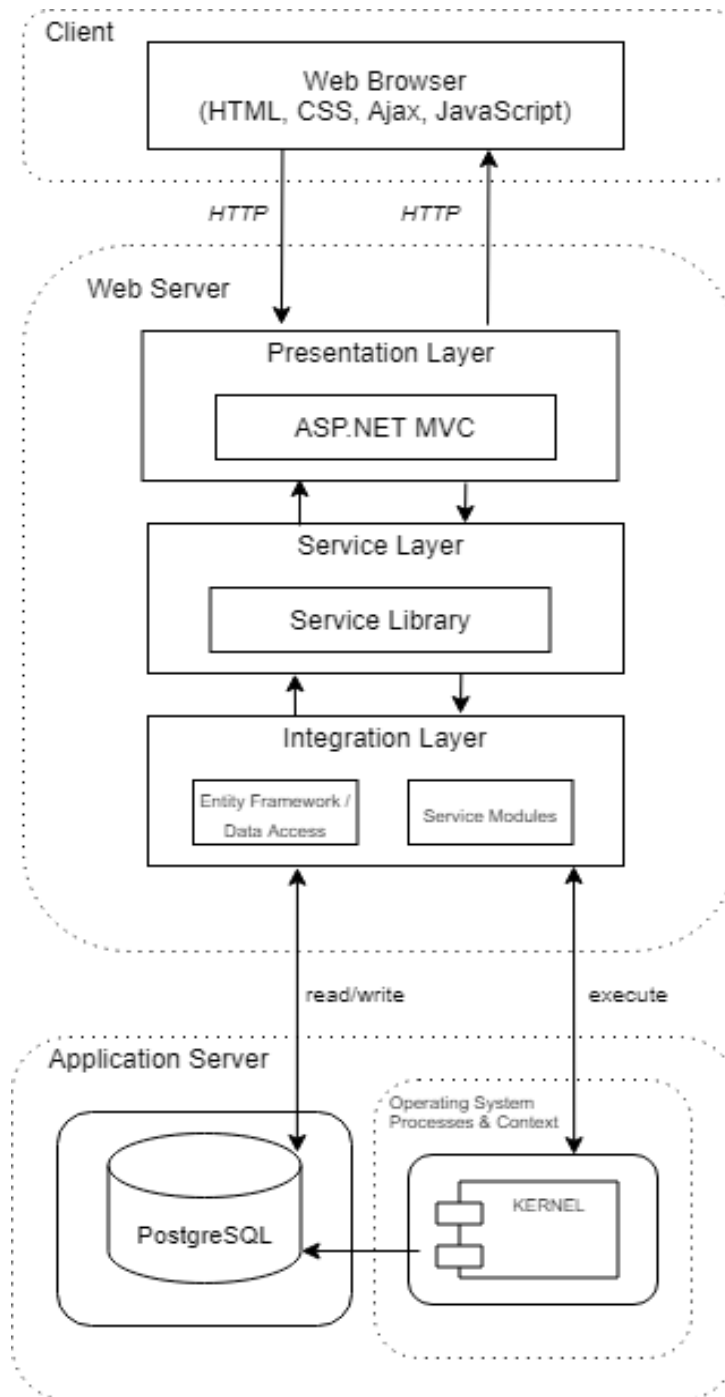 Client
Web Browser
(HTML, CSS, Ajax, JavaScript)
HTTP
HTTP
Web Server
Presentation Layer
ASP.NET MVC
Service Layer
Service Library
Integration Layer
Entity Framework /
Data Access
Service Modules
read/write
execute
Application Server
Operating System
Processes & Context
KERNEL
PostgreSQL